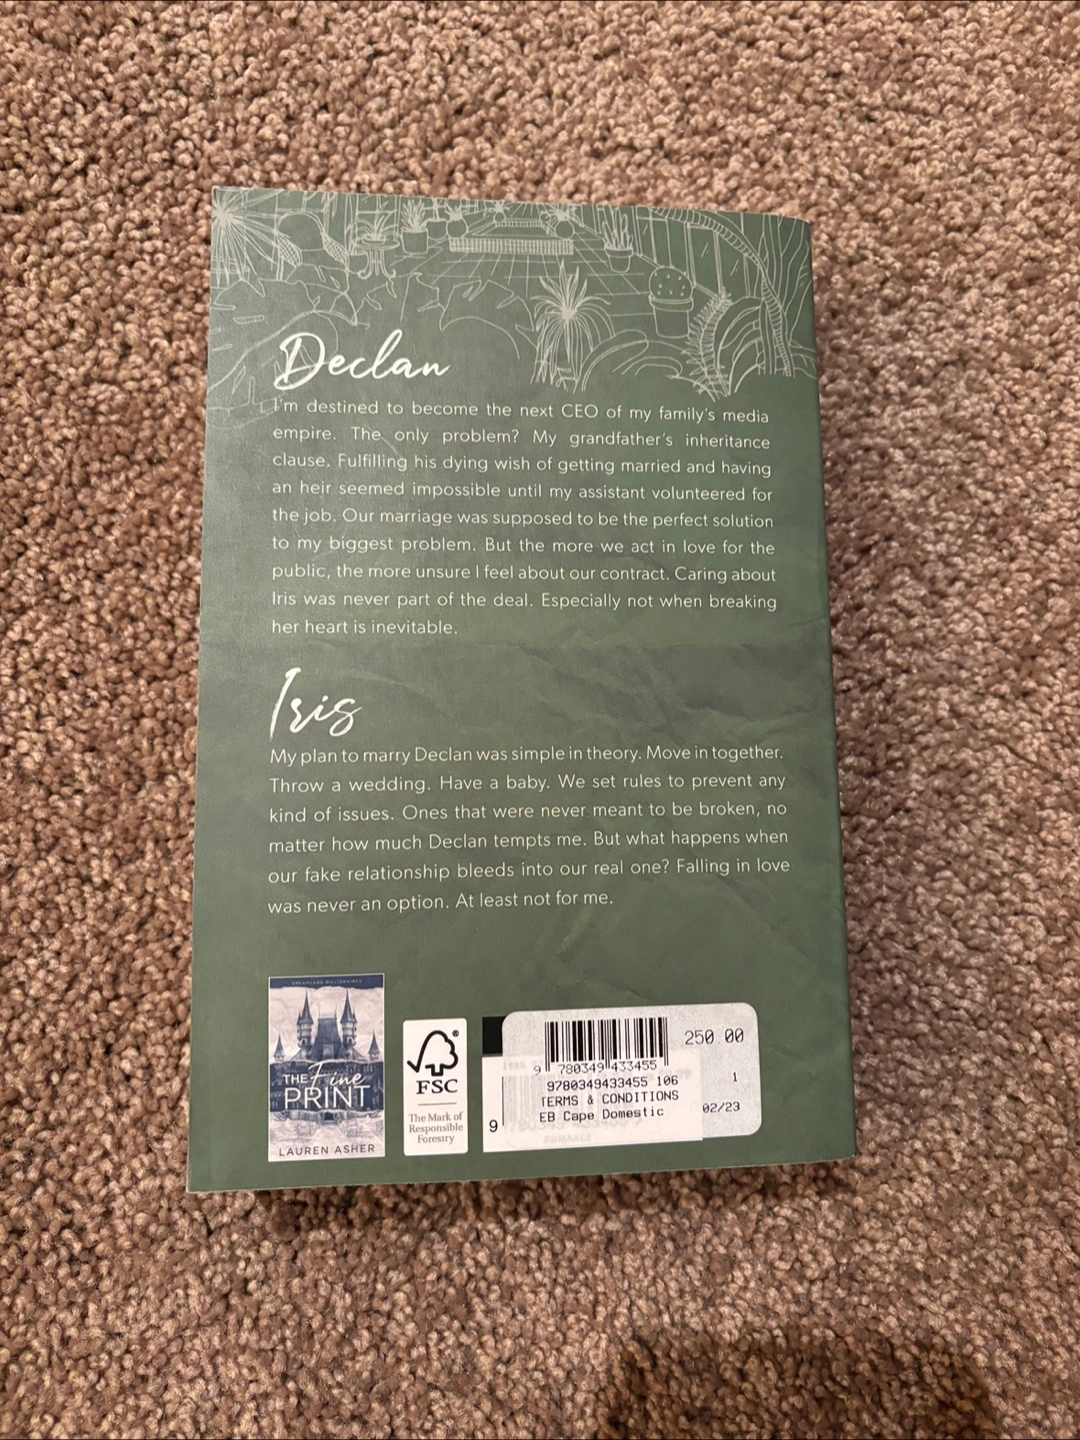 Declan
I'm destined to become the next CEO of my family's media
empire. The only problem? My grandfather's inheritance
clause. Fulfilling his dying wish of getting married and having
an heir seemed impossible until my assistant volunteered for
the job. Our marriage was supposed to be the perfect solution
to my biggest problem. But the more we act in love for the
public, the more unsure I feel about our contract. Caring about
Iris was never part of the deal. Especially not when breaking
her heart is inevitable.
Iris
My plan to marry Declan was simple in theory. Move in together.
Throw a wedding. Have a baby. We set rules to prevent any
kind of issues. Ones that were never meant to be broken, no
matter how much Declan tempts me. But what happens when
our fake relationship bleeds into our real one? Falling in love
was never an option. At least not for me.
DREAMLAND BILLIONAIRES
THE Fine
PRINT
LAUREN ASHER
®
FSC
The Mark of
Responsible
Forestry
250.00
9 780349 433455
9780349433455 106
TERMS & CONDITIONS
EB Cape Domestic
1
02/23
9
ROMANCE